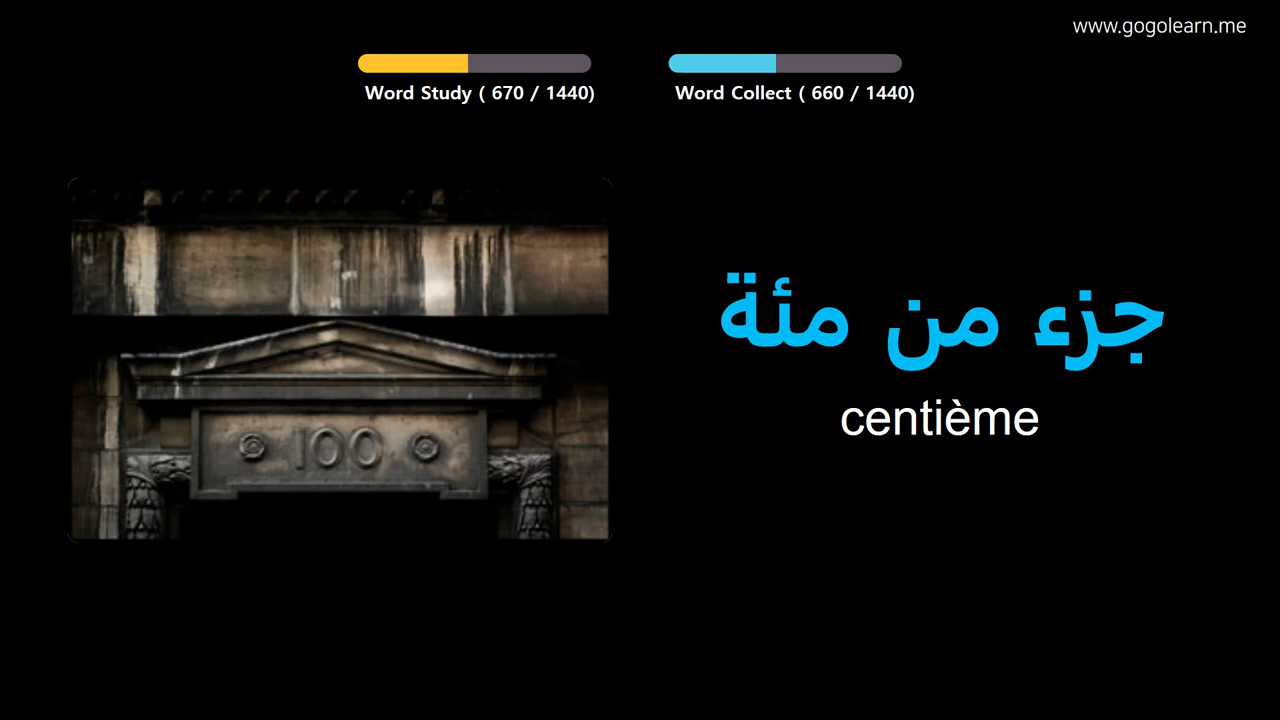 www.gogolearn.me
Word Study ( 670 / 1440)
Word Collect ( 660 / 1440)
جزء من مئة
centième
100